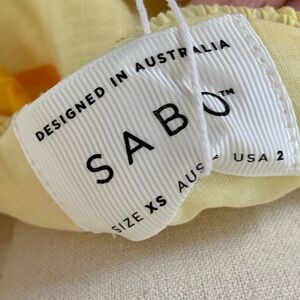 DESIGNED IN AUSTRALIA
SABO™
SIZE XS AUS USA 2